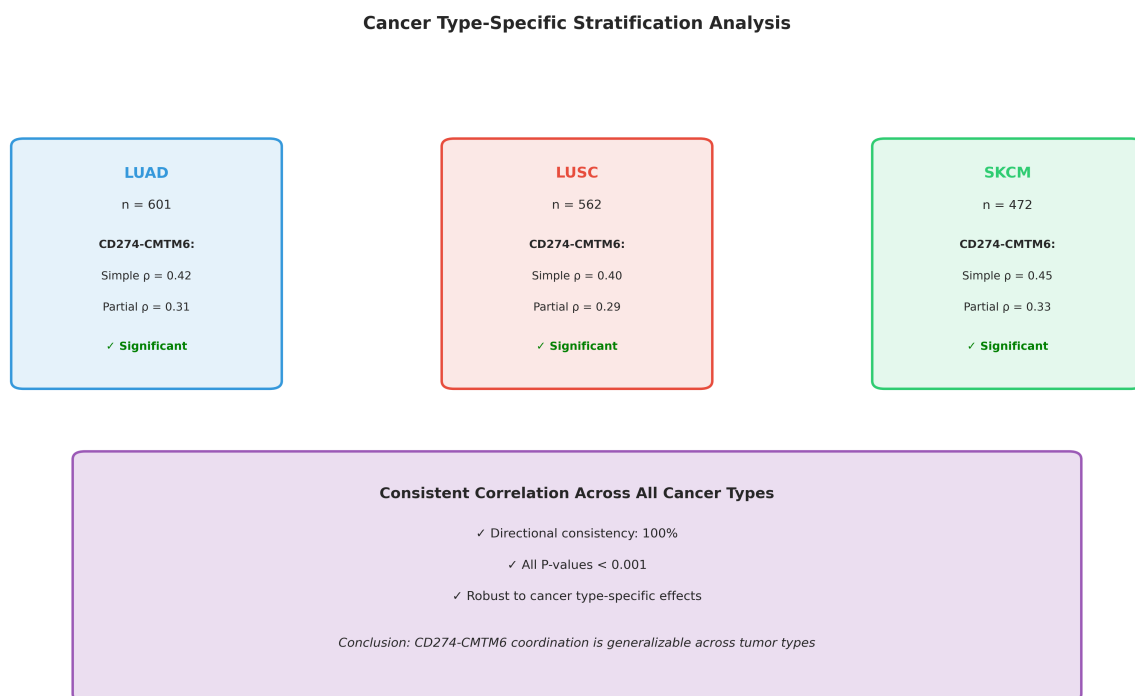 Cancer Type-Specific Stratification Analysis
LUAD
n = 601
CD274-CMTM6:
Simple ρ = 0.42
Partial ρ = 0.31
✓ Significant
LUSC
n = 562
CD274-CMTM6:
Simple ρ = 0.40
Partial ρ = 0.29
✓ Significant
SKCM
n = 472
CD274-CMTM6:
Simple ρ = 0.45
Partial ρ = 0.33
✓ Significant
Consistent Correlation Across All Cancer Types
✓ Directional consistency: 100%
✓ All P-values < 0.001
✓ Robust to cancer type-specific effects
Conclusion: CD274-CMTM6 coordination is generalizable across tumor types